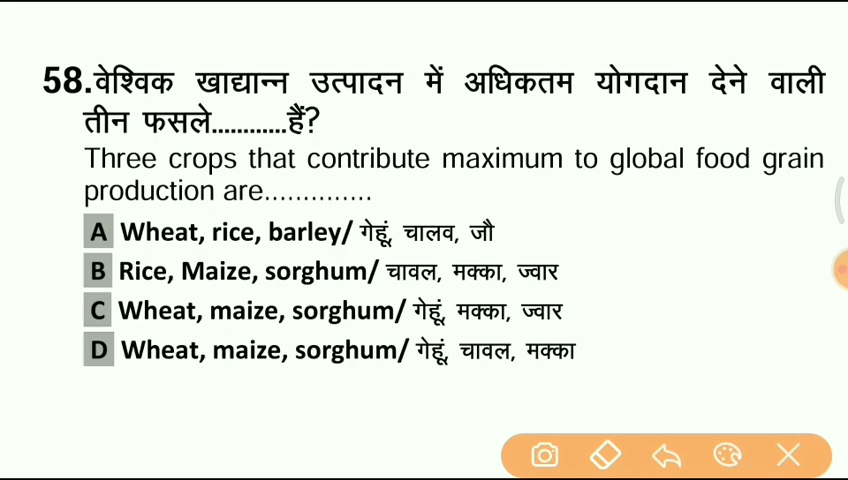 58.वेश्विक खाद्यान्न उत्पादन में अधिकतम योगदान देने वाली
तीन फसले............हैं?
Three crops that contribute maximum to global food grain
production are..............
A Wheat, rice, barley/ गेहूं, चालव, जौ
B Rice, Maize, sorghum/ चावल, मक्का, ज्वार
C Wheat, maize, sorghum/ गेहूं, मक्का, ज्वार
D Wheat, maize, sorghum/ गेहूं, चावल, मक्का